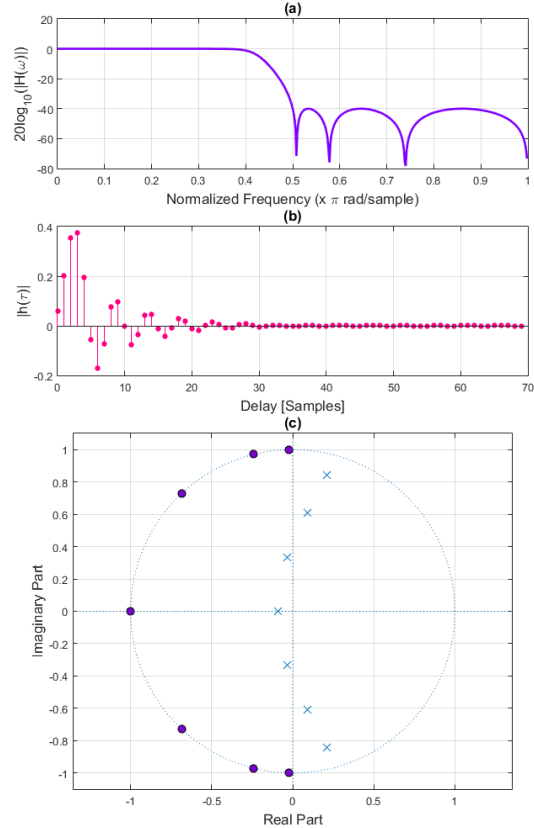 (a)
20log10(|H(ω)|)
20
0
-20
-40
-60
-80
0 0.1 0.2 0.3 0.4 0.5 0.6 0.7 0.8 0.9 1
Normalized Frequency (x π rad/sample)
(b)
|h(τ)|
0.4
0.2
0
-0.2
0 10 20 30 40 50 60 70
Delay [Samples]
(c)
Imaginary Part
1
0.8
0.6
0.4
0.2
0
-0.2
-0.4
-0.6
-0.8
-1
-1 -0.5 0 0.5 1
Real Part